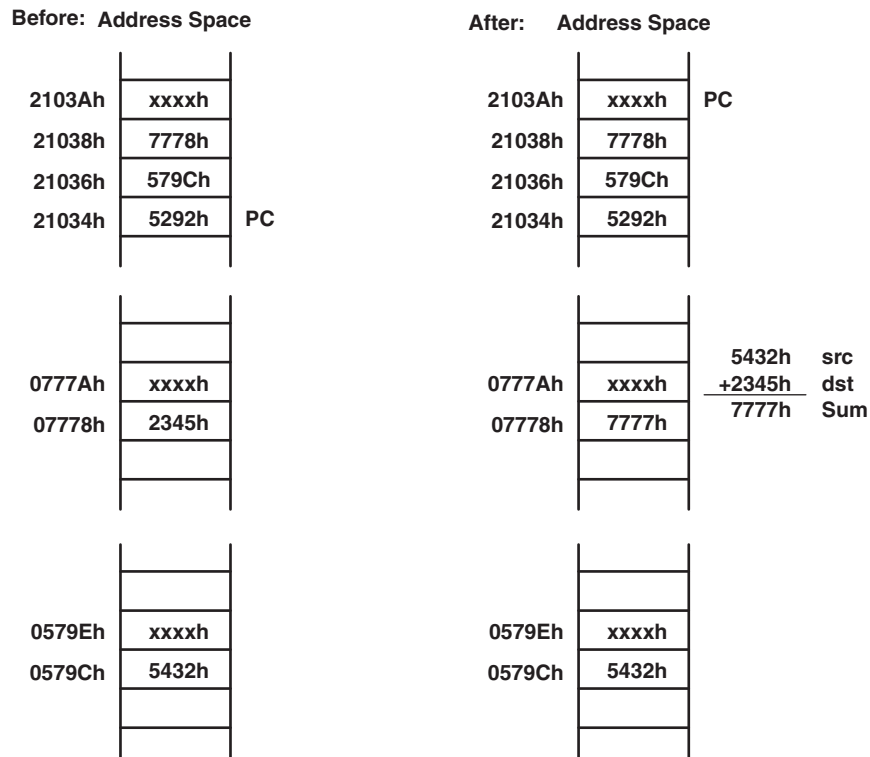 Before: Address Space
2103Ah xxxxh
21038h 7778h
21036h 579Ch
21034h 5292h PC
0777Ah xxxxh
07778h 2345h
0579Eh xxxxh
0579Ch 5432h
After: Address Space
2103Ah xxxxh PC
21038h 7778h
21036h 579Ch
21034h 5292h
5432h src
0777Ah xxxxh +2345h dst
07778h 7777h 7777h Sum
0579Eh xxxxh
0579Ch 5432h